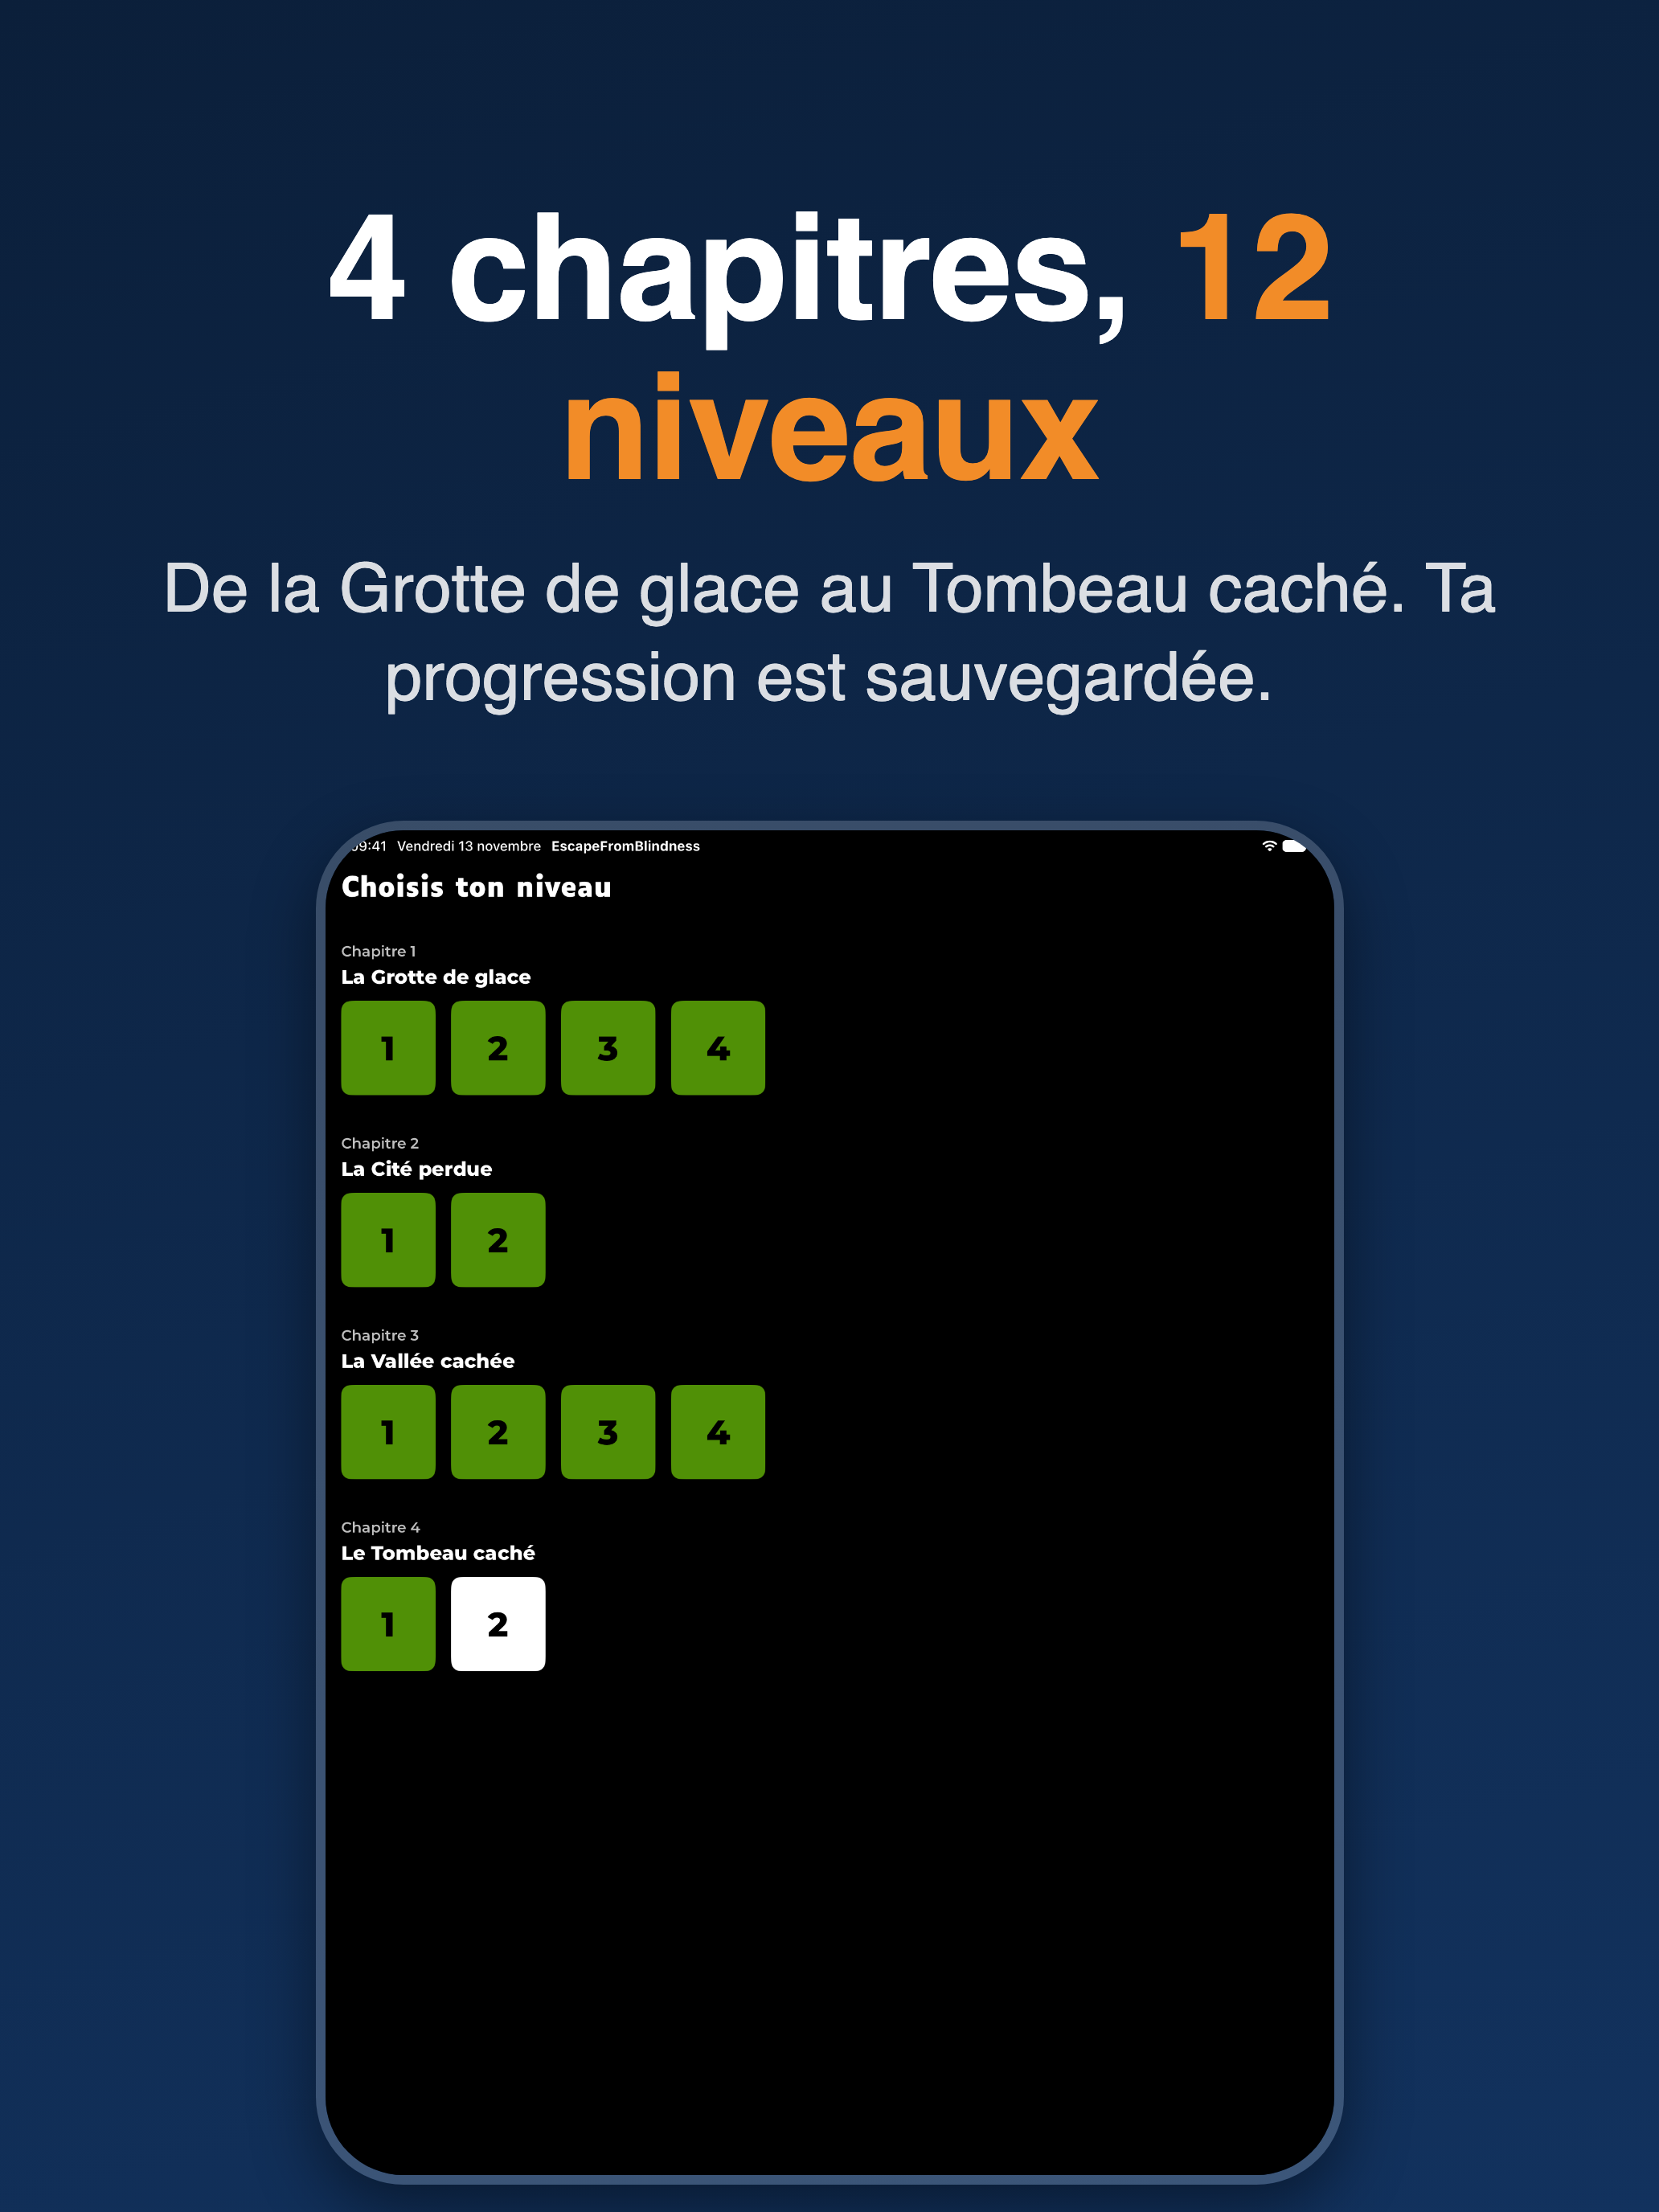 4 chapitres, 12
niveaux
De la Grotte de glace au Tombeau caché. Ta
progression est sauvegardée.
09:41 Vendredi 13 novembre EscapeFromBlindness
Choisis ton niveau
Chapitre 1
La Grotte de glace
1 2 3 4
Chapitre 2
La Cité perdue
1 2
Chapitre 3
La Vallée cachée
1 2 3 4
Chapitre 4
Le Tombeau caché
1 2